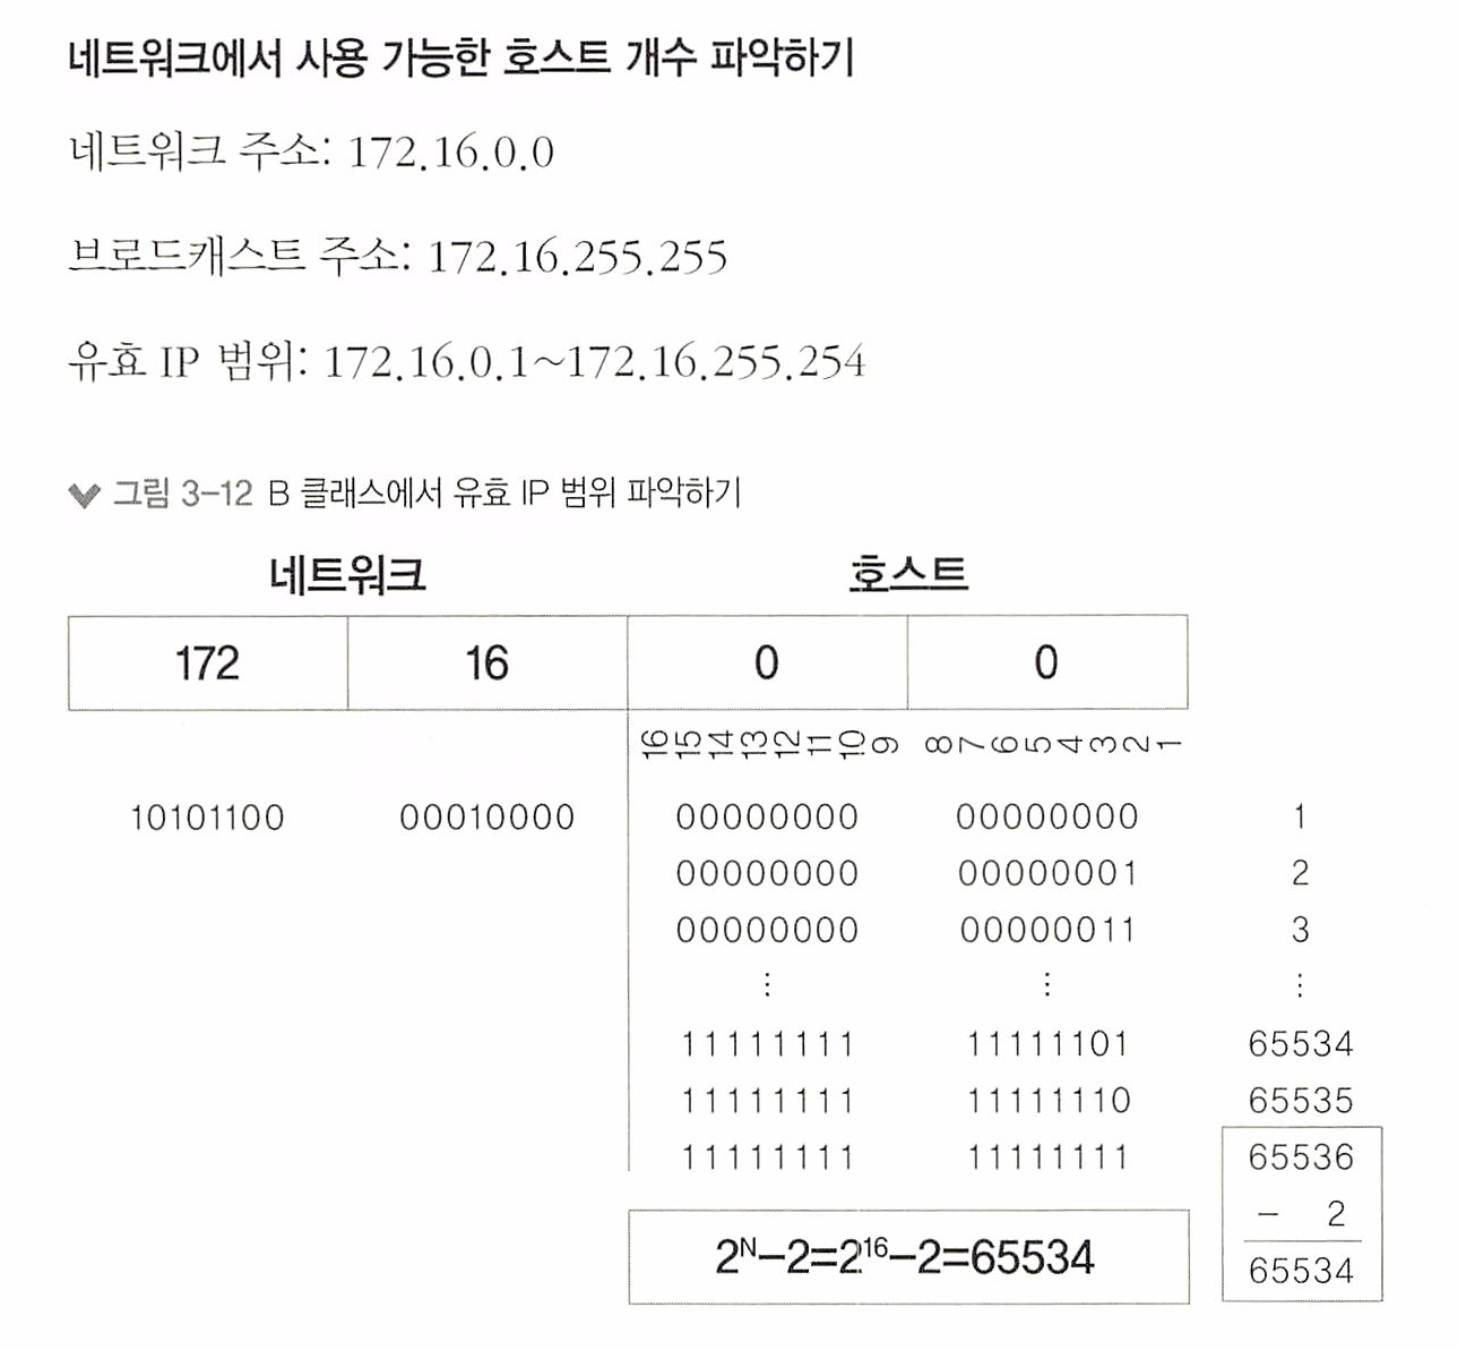 네트워크에서 사용 가능한 호스트 개수 파악하기
네트워크 주소: 172.16.0.0
브로드캐스트 주소: 172.16.255.255
유효 IP 범위: 172.16.0.1~172.16.255.254
그림 3-12 B 클래스에서 유효 IP 범위 파악하기
네트워크 호스트
172 16 0 0
16 15 14 13 12 11 10 9 8 7 6 5 4 3 2 1
10101100 00010000 00000000 00000000 1
00000000 00000001 2
00000000 00000011 3
⋮ ⋮ ⋮
11111111 11111101 65534
11111111 11111110 65535
11111111 11111111 65536
- 2
2ᴺ-2=2¹⁶-2=65534 65534